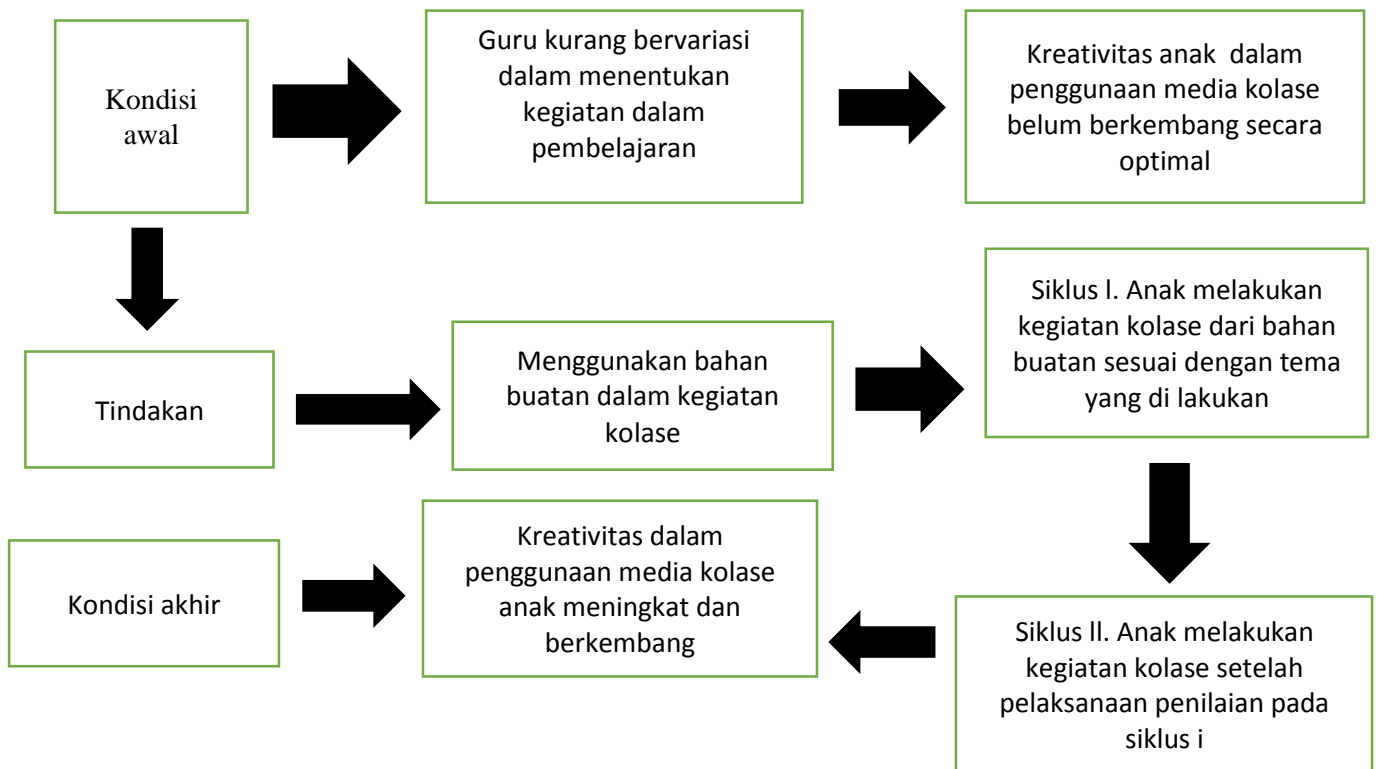 Kondisi
awal
Guru kurang bervariasi
dalam menentukan
kegiatan dalam
pembelajaran
Kreativitas anak  dalam
penggunaan media kolase
belum berkembang secara
optimal
Tindakan
Menggunakan bahan
buatan dalam kegiatan
kolase
Siklus l. Anak melakukan
kegiatan kolase dari bahan
buatan sesuai dengan tema
yang di lakukan
Kondisi akhir
Kreativitas dalam
penggunaan media kolase
anak meningkat dan
berkembang
Siklus ll. Anak melakukan
kegiatan kolase setelah
pelaksanaan penilaian pada
siklus i